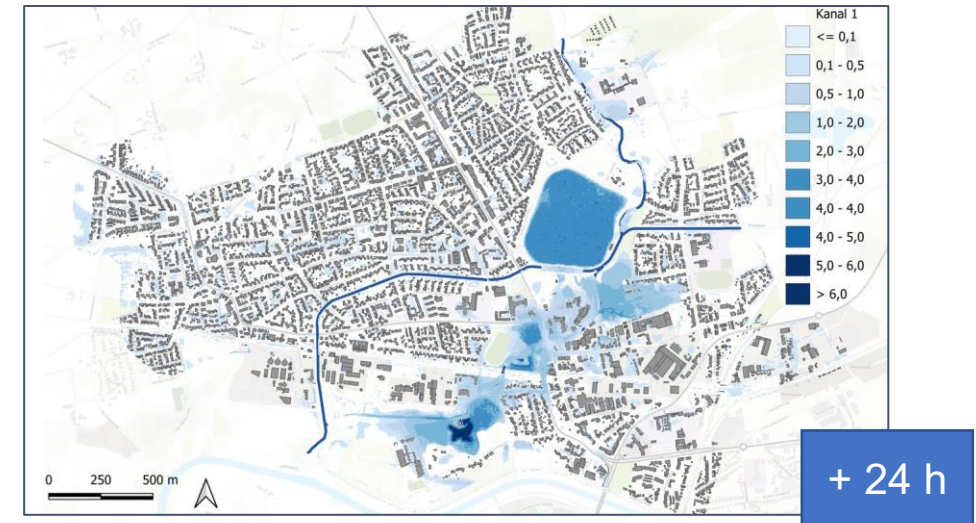 Kanal 1
<= 0,1
0,1 - 0,5
0,5 - 1,0
1,0 - 2,0
2,0 - 3,0
3,0 - 4,0
4,0 - 4,0
4,0 - 5,0
5,0 - 6,0
> 6,0
0 250 500 m
+ 24 h